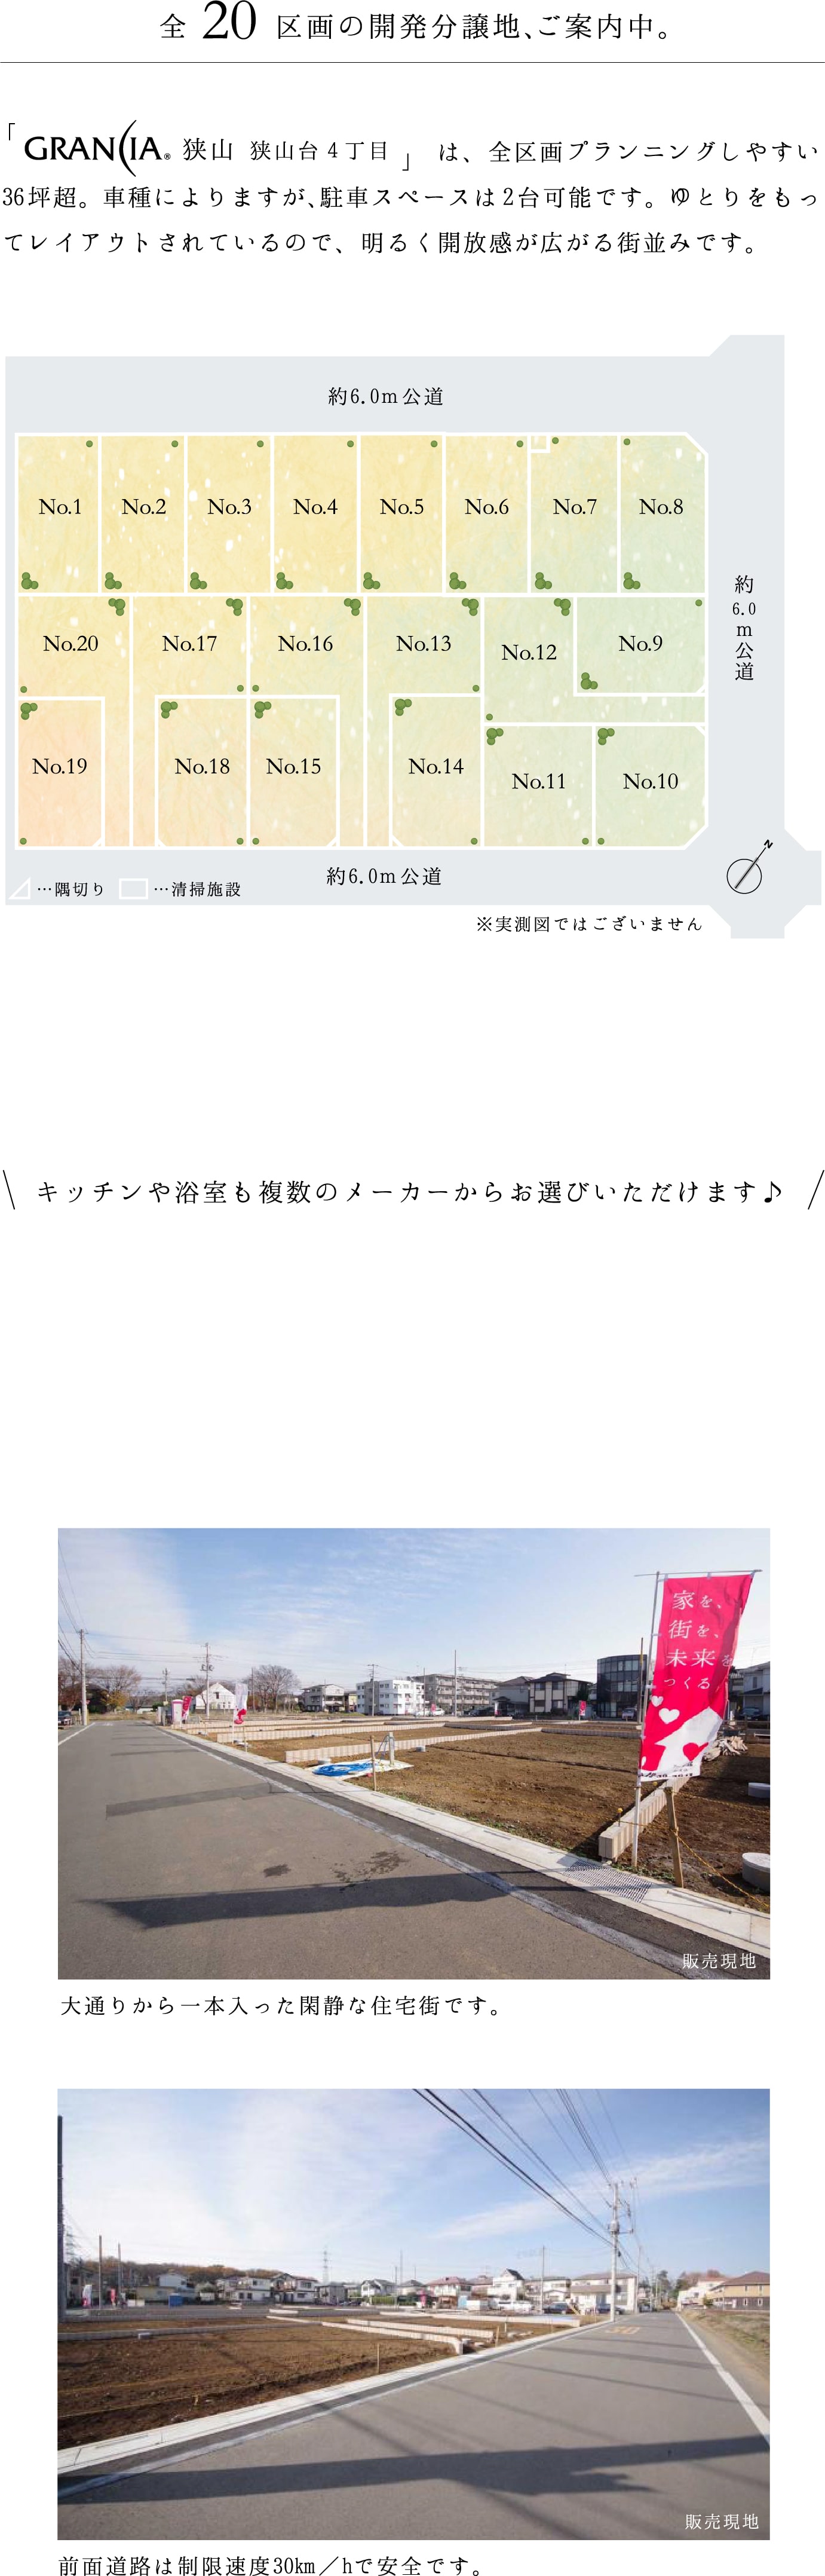 全 20 区画の開発分譲地、ご案内中。
「GRANCIA® 狭山 狭山台4丁目」は、全区画プランニングしやすい
36坪超。車種によりますが、駐車スペースは2台可能です。ゆとりをもっ
てレイアウトされているので、明るく開放感が広がる街並みです。
約6.0m公道
No.1 No.2 No.3 No.4 No.5 No.6 No.7 No.8
約6.0m公道
No.20 No.17 No.16 No.13 No.12 No.9
No.19 No.18 No.15 No.14 No.11 No.10
N
約6.0m公道
…隅切り …清掃施設
※実測図ではございません
キッチンや浴室も複数のメーカーからお選びいただけます♪
家を、
街を、
未来を
つくる
販売現地
大通りから一本入った閑静な住宅街です。
30
販売現地
前面道路は制限速度30㎞/hで安全です。